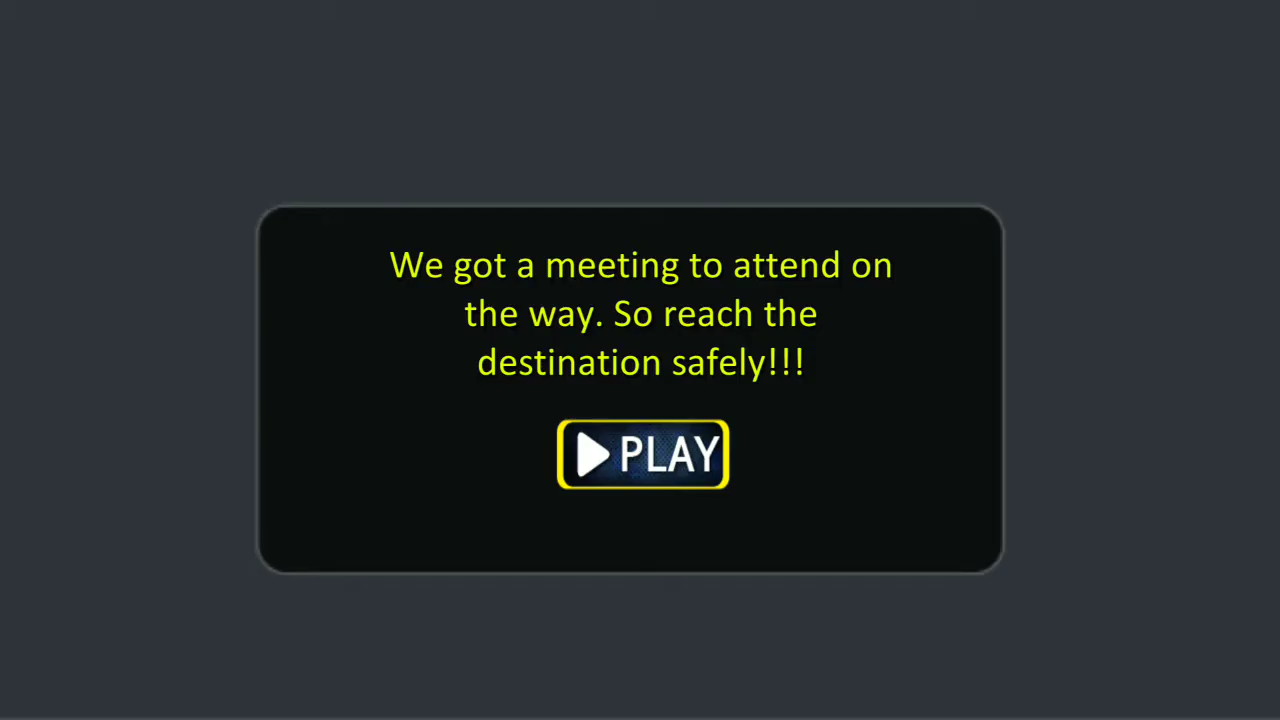 We got a meeting to attend on
the way. So reach the
destination safely!!!
PLAY